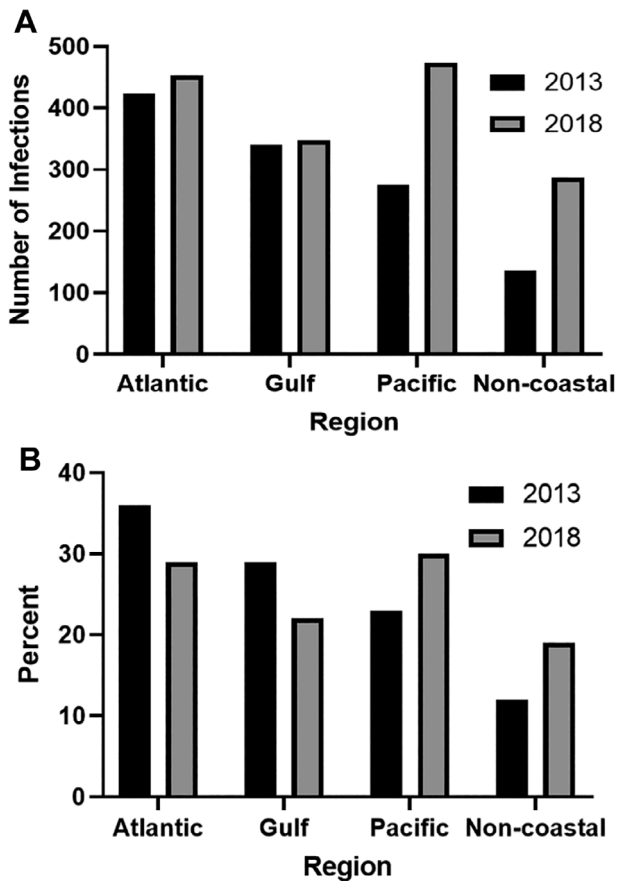 A
Number of Infections
500
400
300
200
100
0
2013
2018
Atlantic Gulf Pacific Non-coastal
Region
B
Percent
40
30
20
10
0
2013
2018
Atlantic Gulf Pacific Non-coastal
Region